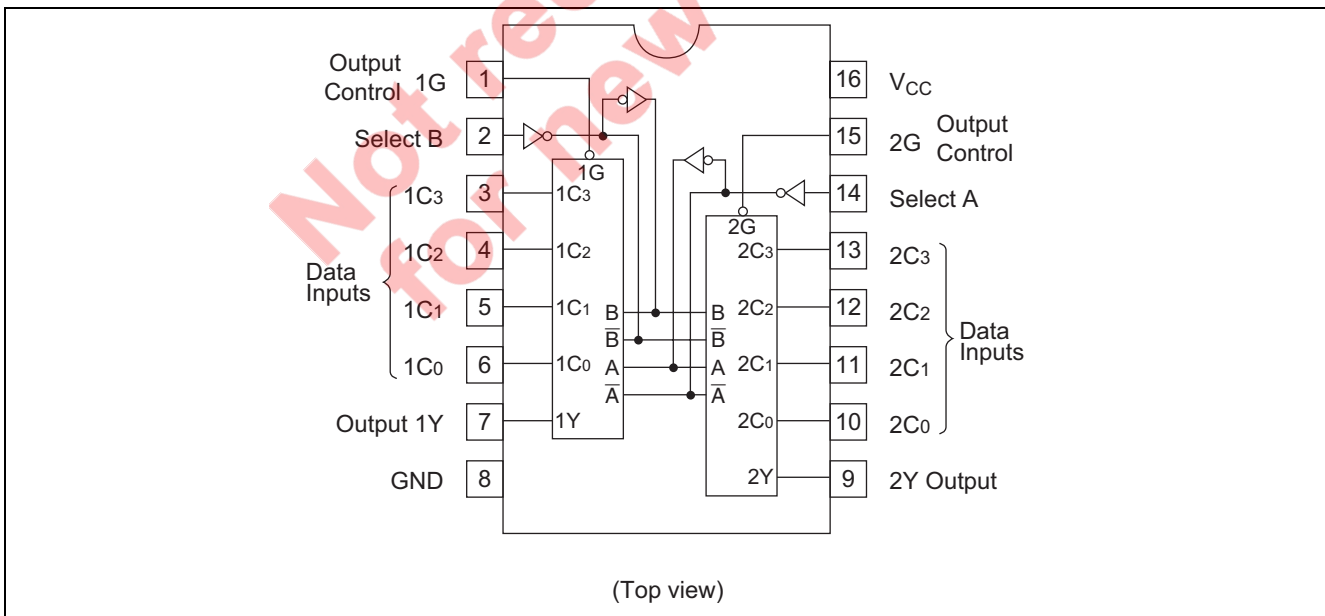 Not rec
for new
Output
Control 1G
1
16
VCC
Select B
2
15
2G Output
Control
1G
1C3
3
1C3
14
Select A
2G
1C2
4
1C2
2C3
13
2C3
Data
Inputs
1C1
5
1C1
B
B
2C2
12
2C2
B̅
B̅
Data
Inputs
1C0
6
1C0
A
A
2C1
11
2C1
A̅
A̅
Output 1Y
7
1Y
2C0
10
2C0
GND
8
2Y
9
2Y Output
(Top view)